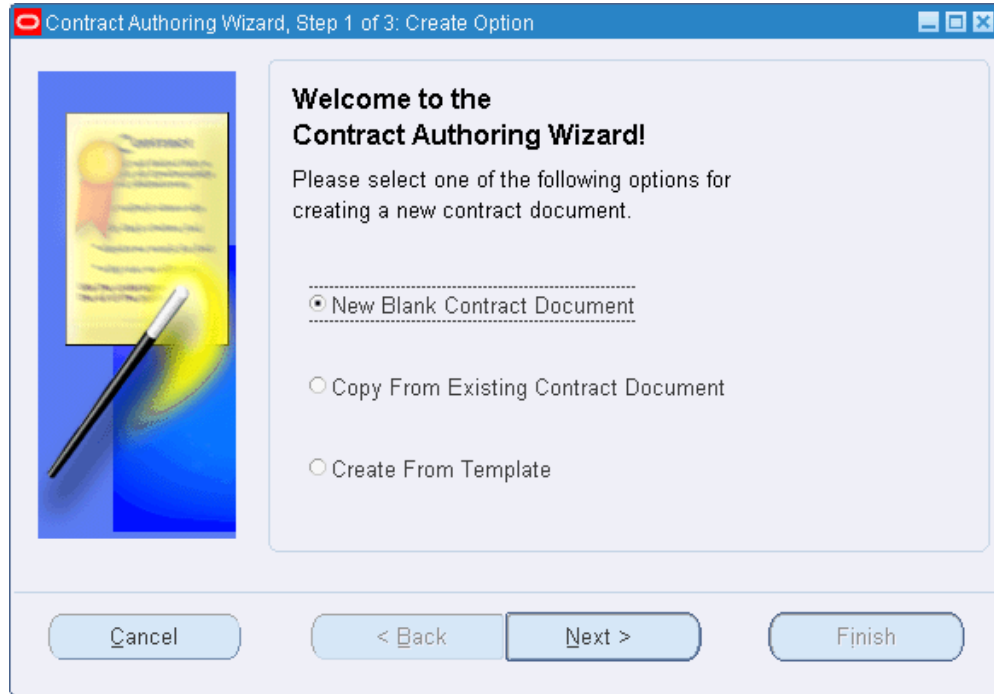 Contract Authoring Wizard, Step 1 of 3: Create Option
Welcome to the
Contract Authoring Wizard!
Please select one of the following options for
creating a new contract document.
New Blank Contract Document
Copy From Existing Contract Document
Create From Template
Cancel
< Back
Next >
Finish